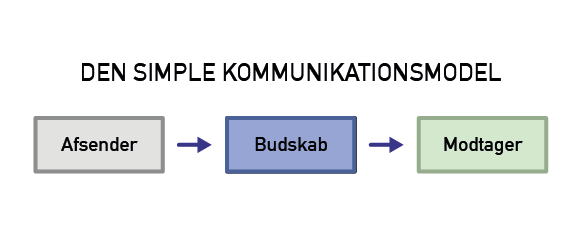 DEN SIMPLE KOMMUNIKATIONSMODEL
Afsender
Budskab
Modtager